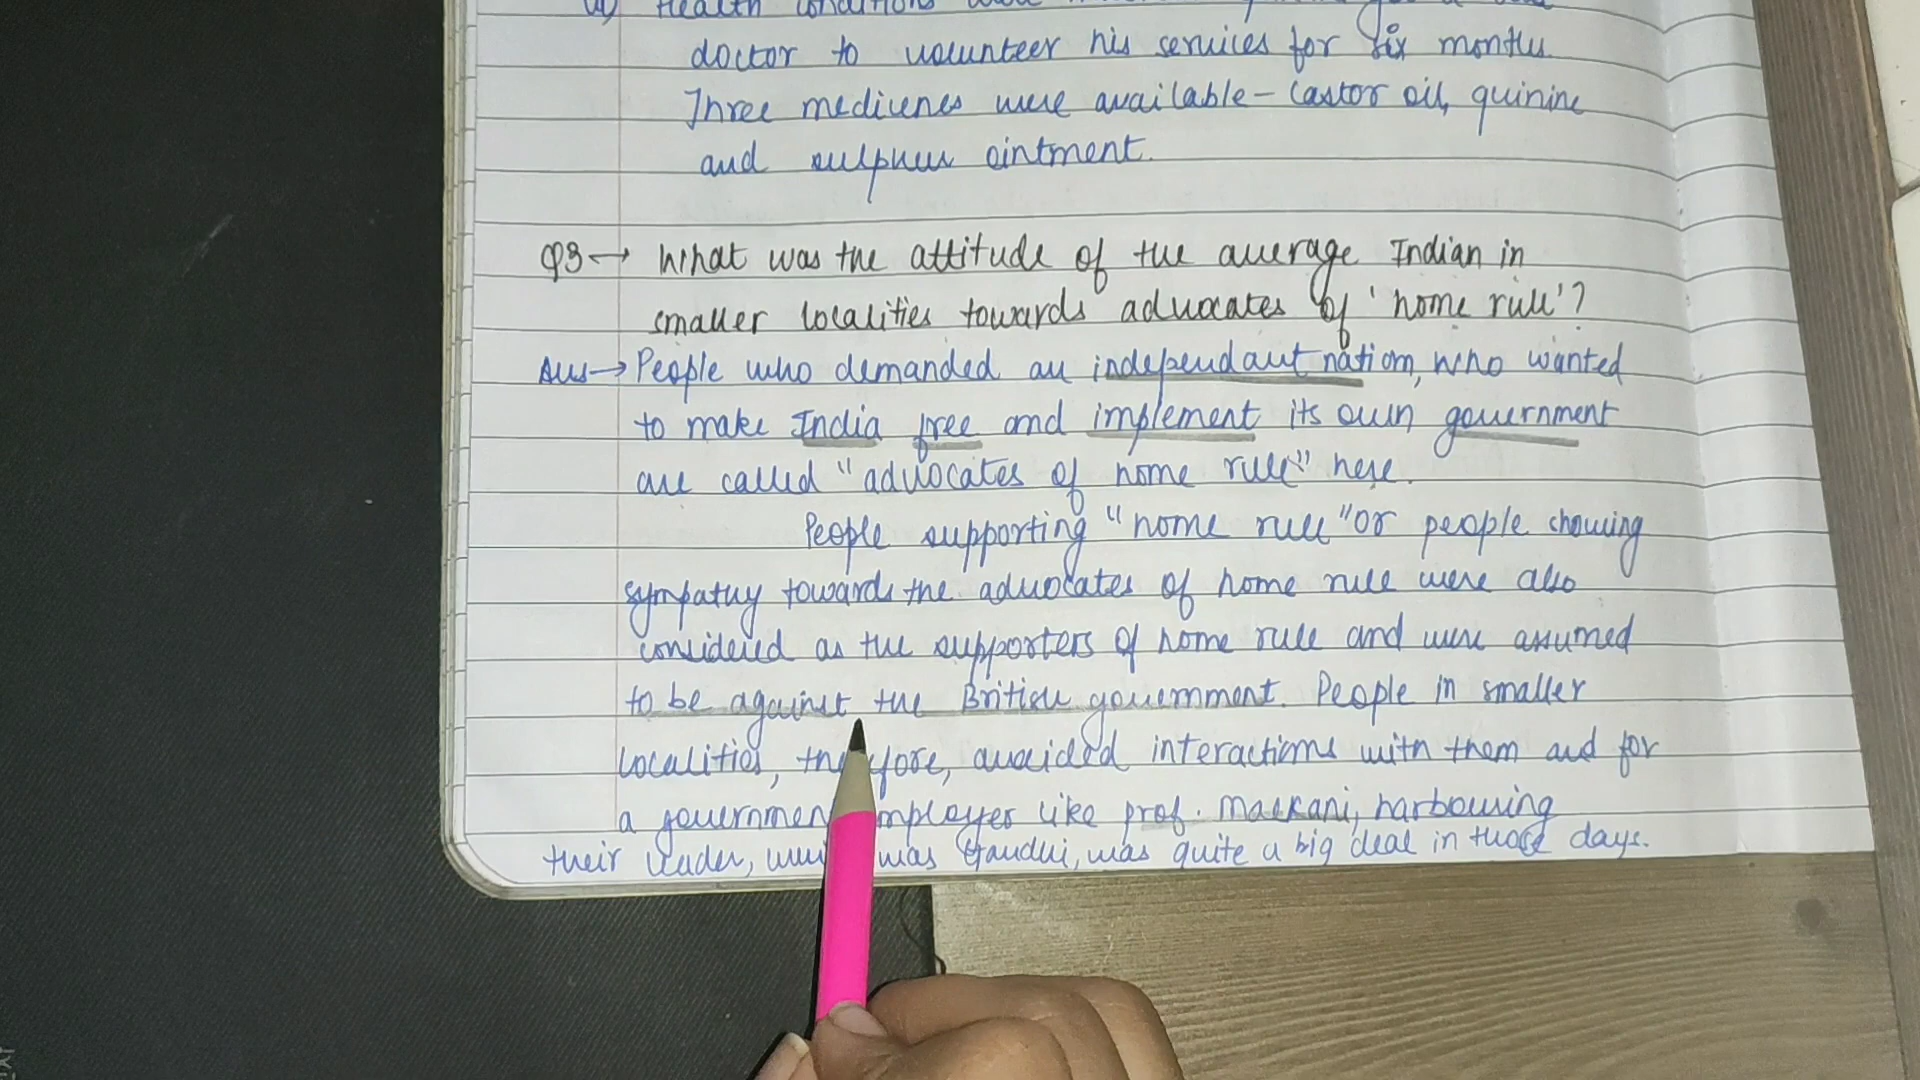 doctor to volunteer his services for six months
Three medicenes were available - Castor oil, quinine
and sulphur ointment.
Q3→ What was the attitude of the average Indian in
smaller localities towards advocates of 'home rule'?
Ans→ People who demanded an independant nation, who wanted
to make India free and implement its own government
are called "advocates of home rule" here.
People supporting "home rule" or people showing
sympathy towards the advocates of home rule were also
considered as the supporters of home rule and were assumed
to be against the British government. People in smaller
localities, therefore, avoided interactions with them and for
a government like prof. Malkani, harbouring
their leader, was Gandhi, was quite a big deal in those days.